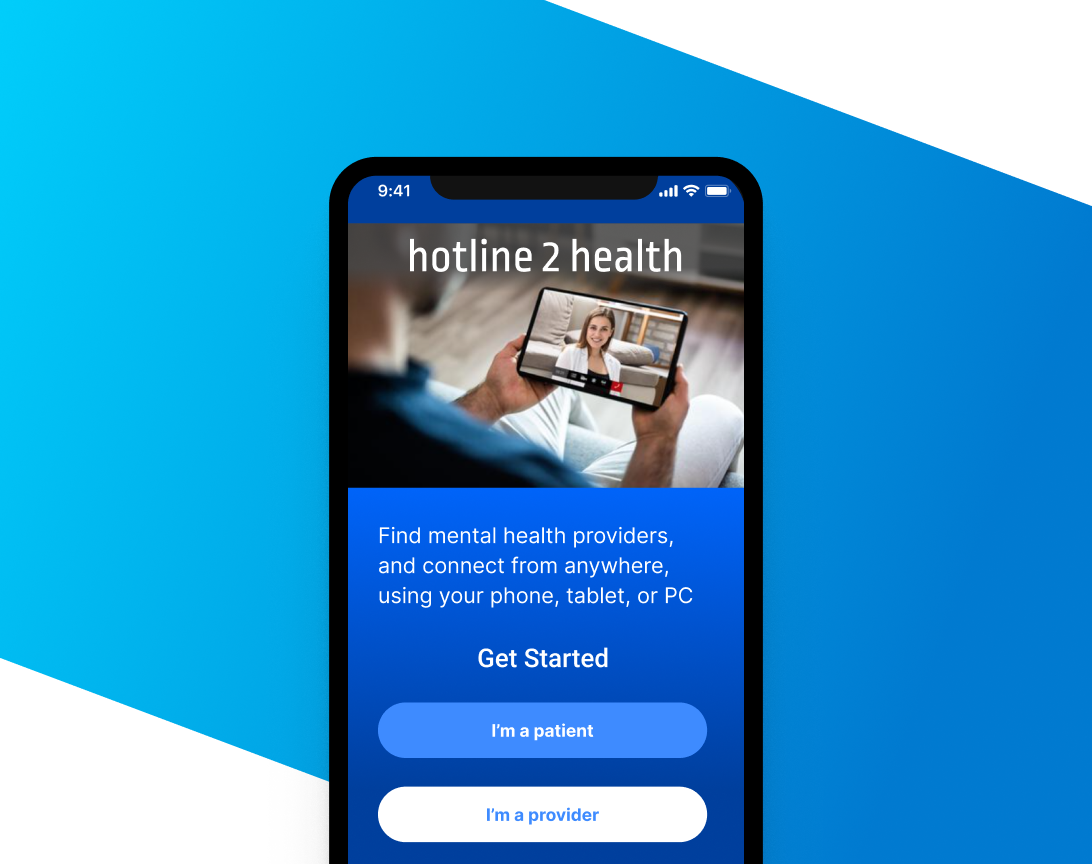 9:41
hotline 2 health
Find mental health providers,
and connect from anywhere,
using your phone, tablet, or PC
Get Started
I’m a patient
I’m a provider